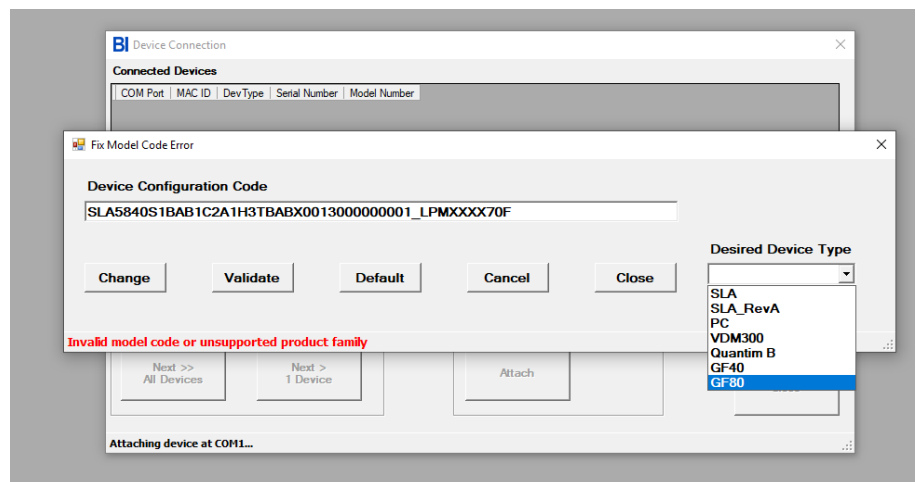 BI Device Connection
Connected Devices
COM Port MAC ID Dev Type Serial Number Model Number
Fix Model Code Error
Device Configuration Code
SLA5840S1BAB1C2A1H3TBABX0013000000001_LPMXXXX70F
Desired Device Type
Change Validate Default Cancel Close
SLA
SLA_RevA
PC
VDM300
Quantim B
GF40
GF80
Invalid model code or unsupported product family
Next >>
All Devices
Next >
1 Device
Attach
Attaching device at COM1...